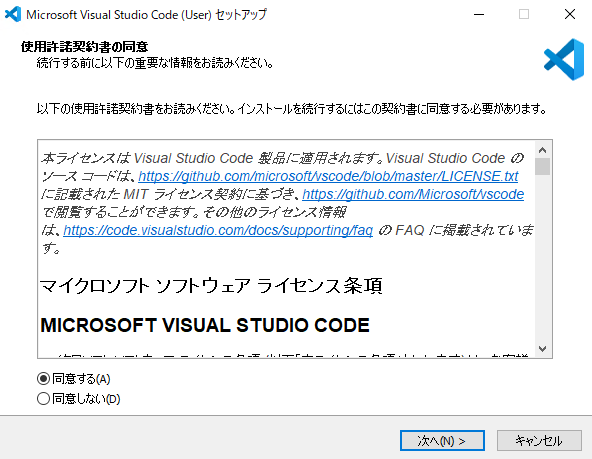 Microsoft Visual Studio Code (User) セットアップ
使用許諾契約書の同意
続行する前に以下の重要な情報をお読みください。
以下の使用許諾契約書をお読みください。インストールを続行するにはこの契約書に同意する必要があります。
本ライセンスは Visual Studio Code 製品に適用されます。Visual Studio Code の
ソース コードは、https://github.com/microsoft/vscode/blob/master/LICENSE.txt
に記載された MIT ライセンス契約に基づき、https://github.com/Microsoft/vscode
で閲覧することができます。その他のライセンス情報
は、https://code.visualstudio.com/docs/supporting/faq の FAQ に掲載されていま
す。
マイクロソフト ソフトウェア ライセンス条項
MICROSOFT VISUAL STUDIO CODE
同意する(A)
同意しない(D)
次へ(N) >
キャンセル